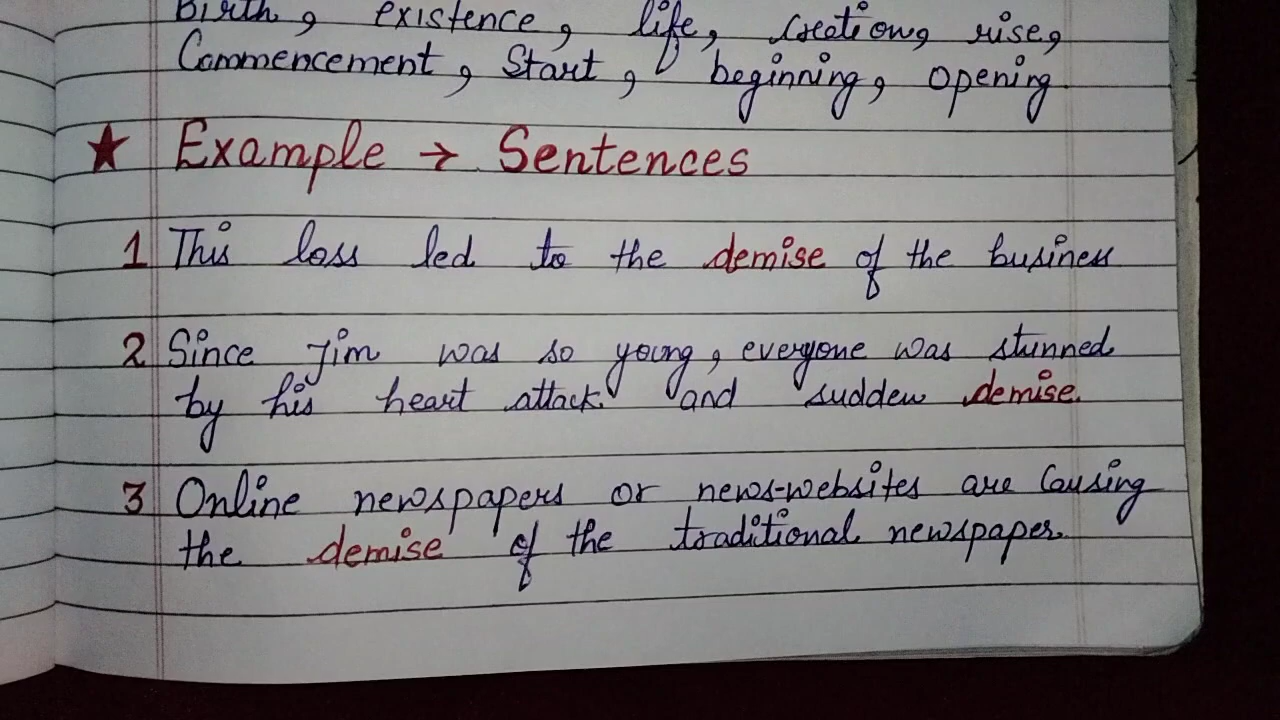 Birth, existence, life, creation, rise,
Commencement, Start, beginning, opening
★ Example → Sentences
1 This loss led to the demise of the business
2 Since Jim was so young, everyone was stunned
by his heart attack. and sudden demise.
3 Online newspapers or news-websites are Causing
the demise of the traditional newspaper.